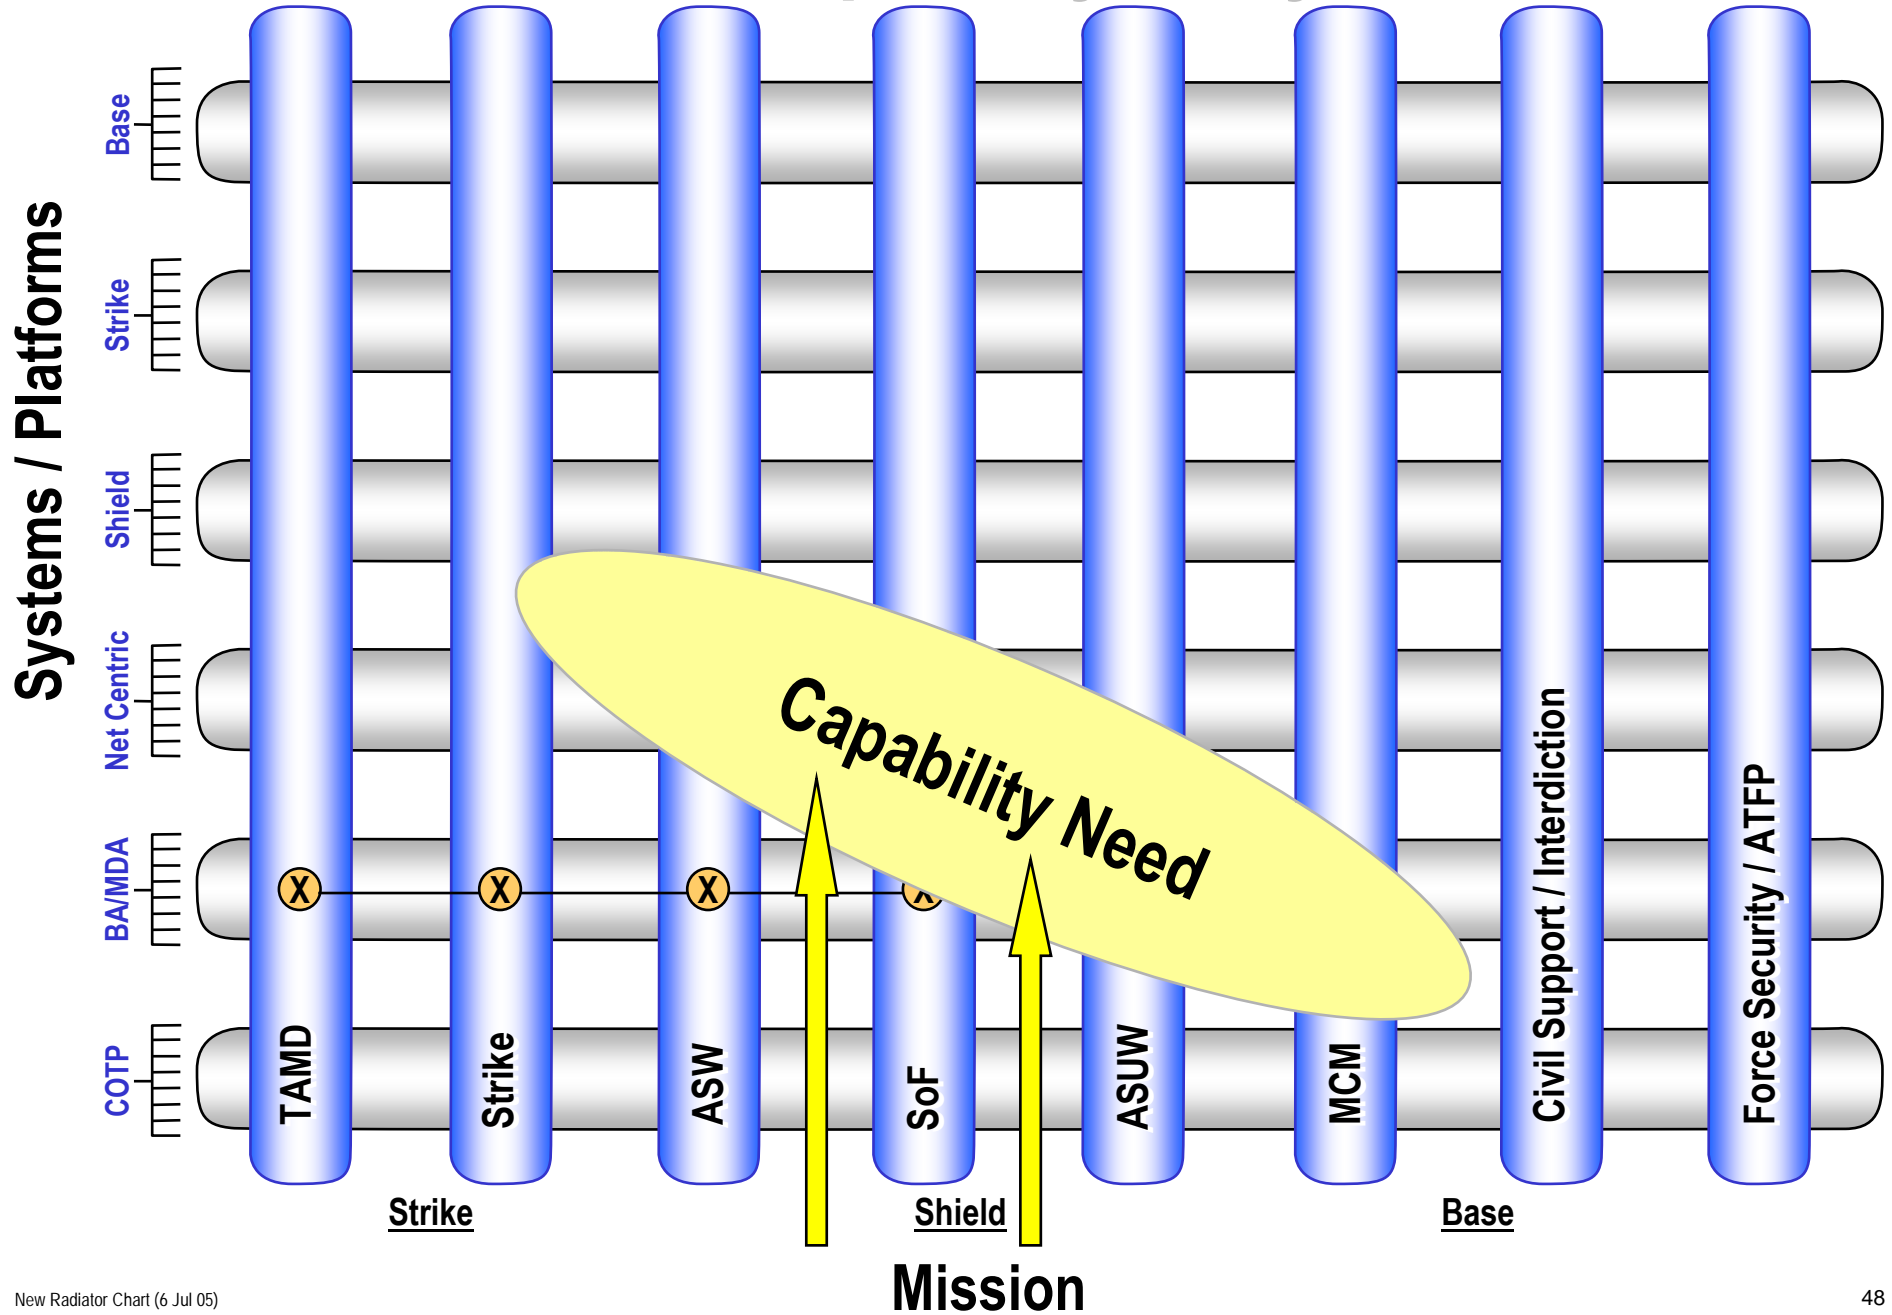 Systems / Platforms
Base
Strike
Shield
Net Centric
BA/MDA
COTP
Capability Need
X
X
X
X
TAMD
Strike
ASW
SoF
ASUW
MCM
Civil Support / Interdiction
Force Security / ATFP
Strike
Shield
Base
Mission
New Radiator Chart (6 Jul 05)
48